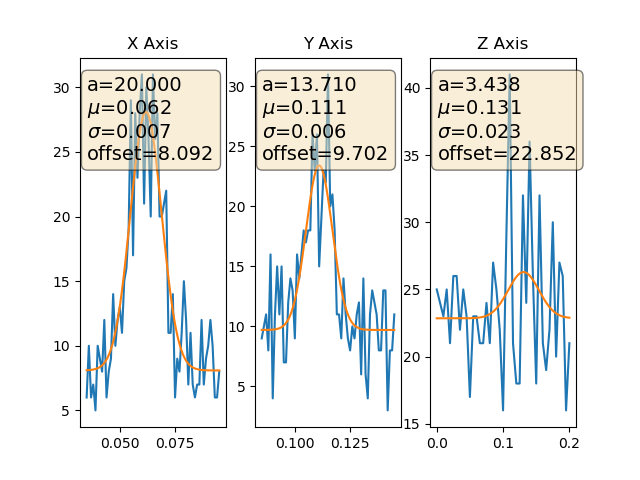 X Axis
Y Axis
Z Axis
a=20.000
μ=0.062
σ=0.007
offset=8.092
a=13.710
μ=0.111
σ=0.006
offset=9.702
a=3.438
μ=0.131
σ=0.023
offset=22.852
30
25
20
15
10
5
0.050
0.075
30
25
20
15
10
5
0.100
0.125
40
35
30
25
20
15
0.0
0.1
0.2